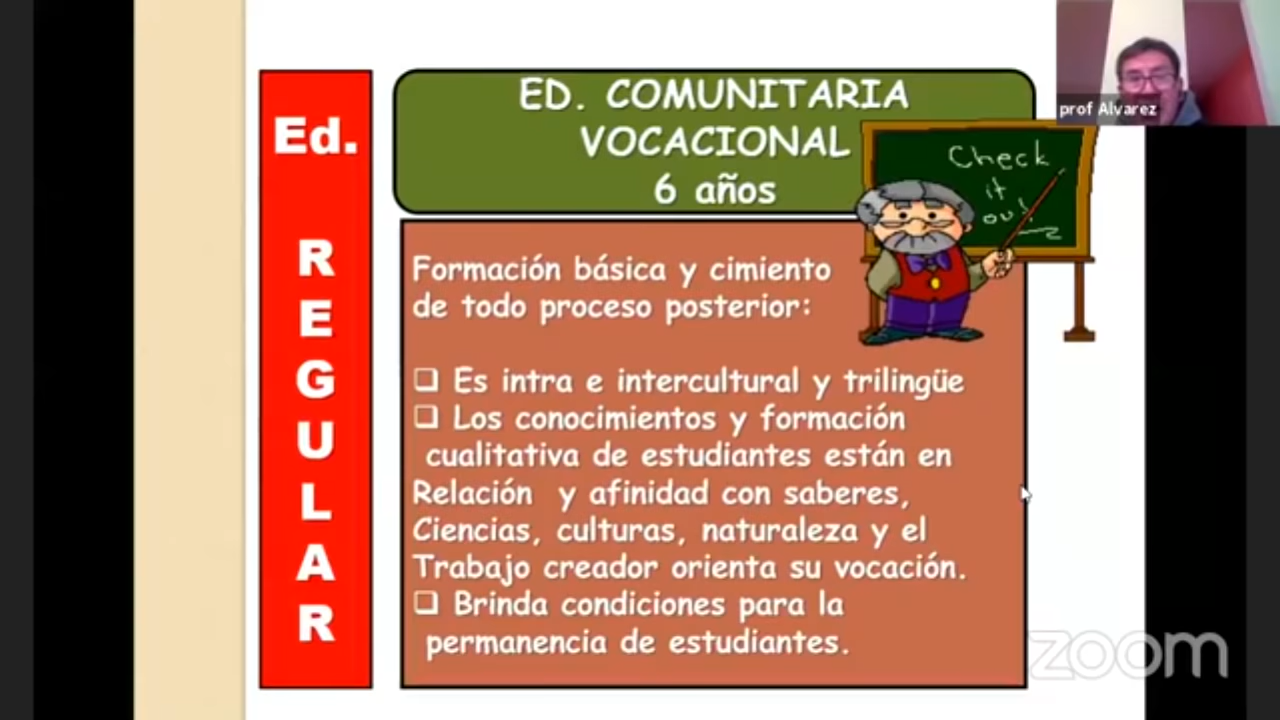 Ed.
REGULAR
ED. COMUNITARIA
VOCACIONAL
6 años
Check
it
out!
prof Alvarez
Formación básica y cimiento
de todo proceso posterior:
❑ Es intra e intercultural y trilingüe
❑ Los conocimientos y formación
cualitativa de estudiantes están en
Relación y afinidad con saberes,
Ciencias, culturas, naturaleza y el
Trabajo creador orienta su vocación.
❑ Brinda condiciones para la
permanencia de estudiantes.
zoom